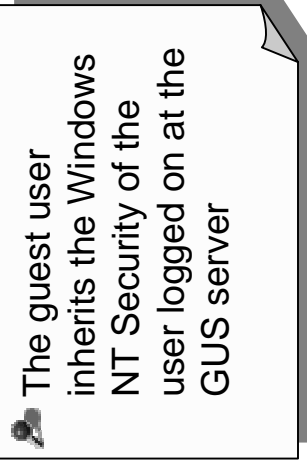 The guest user
inherits the Windows
NT Security of the
user logged on at the
GUS server